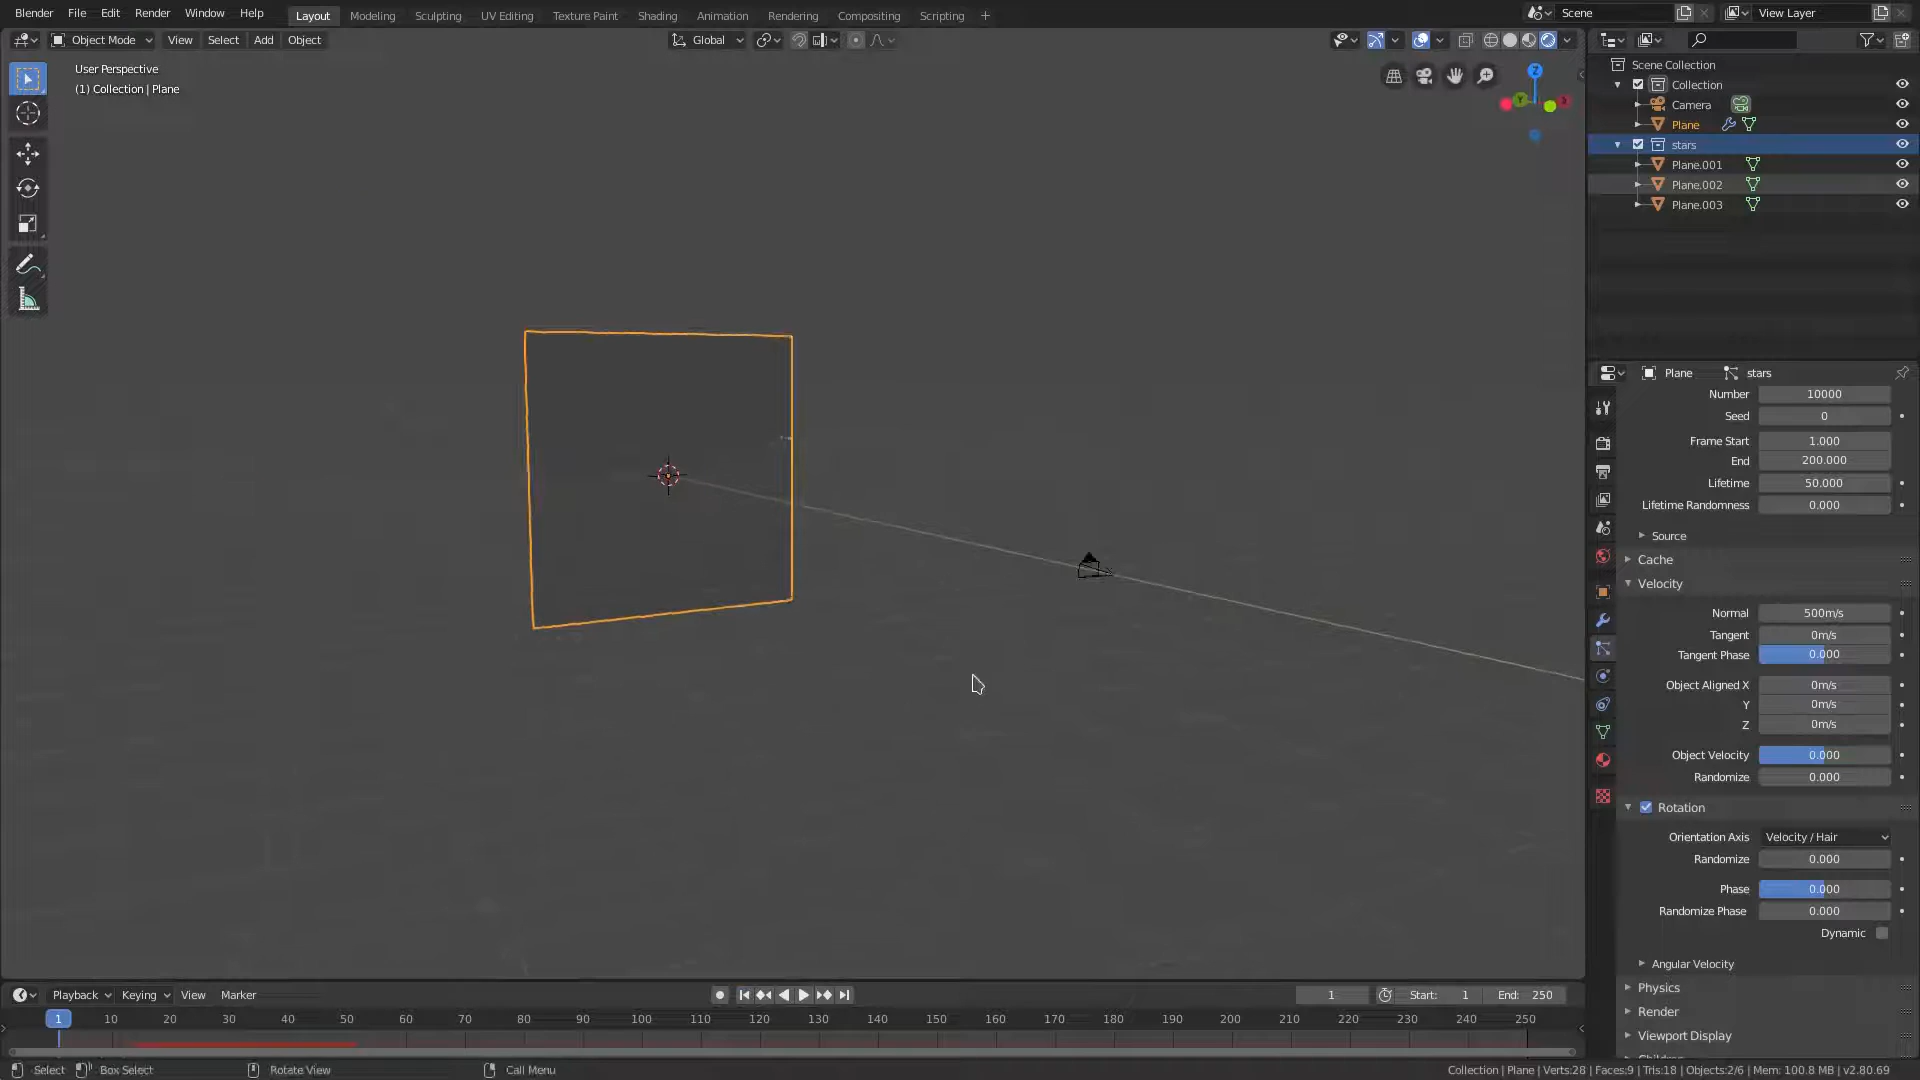 Blender File Edit Render Window Help Layout Modeling Sculpting UV Editing Texture Paint Shading Animation Rendering Compositing Scripting + Scene View Layer
Object Mode View Select Add Object Global
User Perspective
(1) Collection | Plane
Z
Y
X
Scene Collection
Collection
Camera
Plane
stars
Plane.001
Plane.002
Plane.003
Plane stars
Number 10000
Seed 0
Frame Start 1.000
End 200.000
Lifetime 50.000
Lifetime Randomness 0.000
Source
Cache
Velocity
Normal 500m/s
Tangent 0m/s
Tangent Phase 0.000
Object Aligned X 0m/s
Y 0m/s
Z 0m/s
Object Velocity 0.000
Randomize 0.000
Rotation
Orientation Axis Velocity / Hair
Randomize 0.000
Phase 0.000
Randomize Phase 0.000
Dynamic
Angular Velocity
Physics
Render
Viewport Display
Playback Keying View Marker 1 Start: 1 End: 250
1 10 20 30 40 50 60 70 80 90 100 110 120 130 140 150 160 170 180 190 200 210 220 230 240 250
Select Box Select Rotate View Call Menu Collection | Plane | Verts:28 | Faces:9 | Tris:18 | Objects:2/6 | Mem: 100.8 MB | v2.80.69